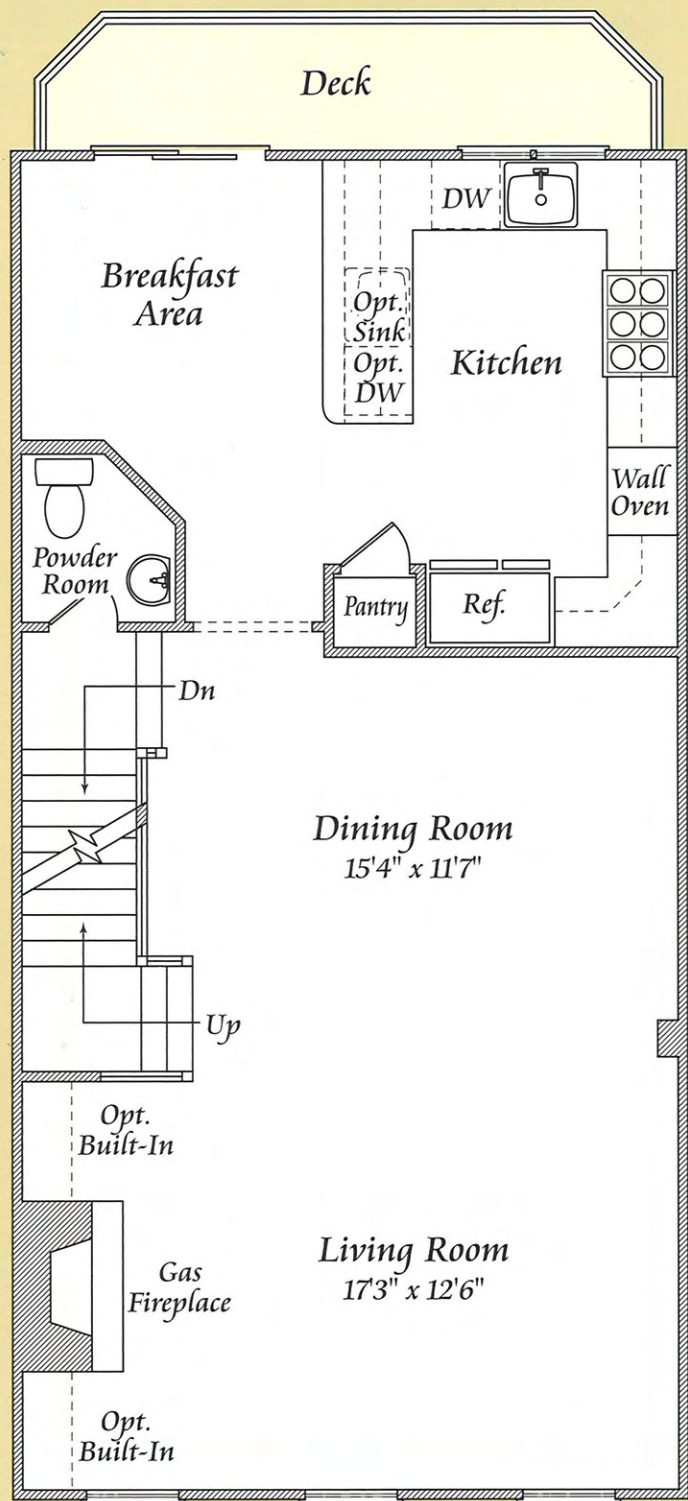 Deck
DW
Breakfast
Area
Opt.
Sink
Opt.
DW
Kitchen
Wall
Oven
Powder
Room
Pantry
Ref.
Dn
Dining Room
15'4" x 11'7"
Up
Opt.
Built-In
Living Room
17'3" x 12'6"
Gas
Fireplace
Opt.
Built-In